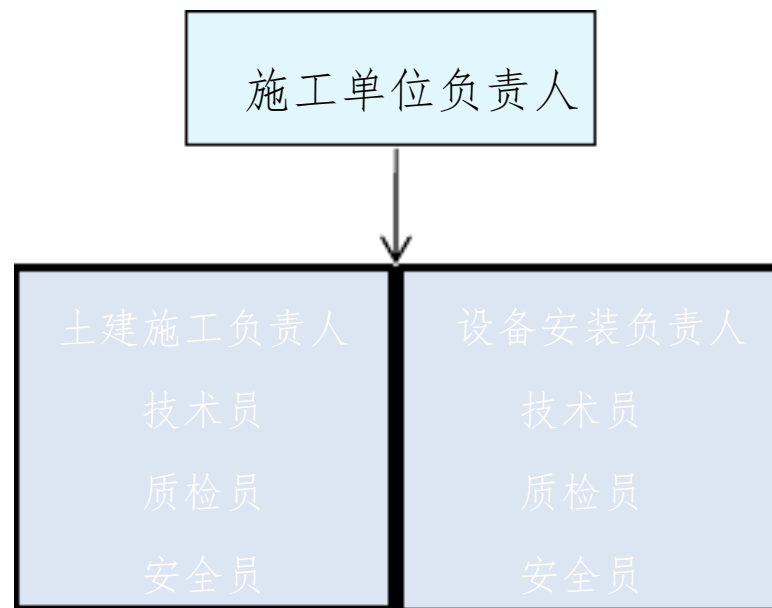 施工单位负责人
土建施工负责人
技术员
质检员
安全员
设备安装负责人
技术员
质检员
安全员